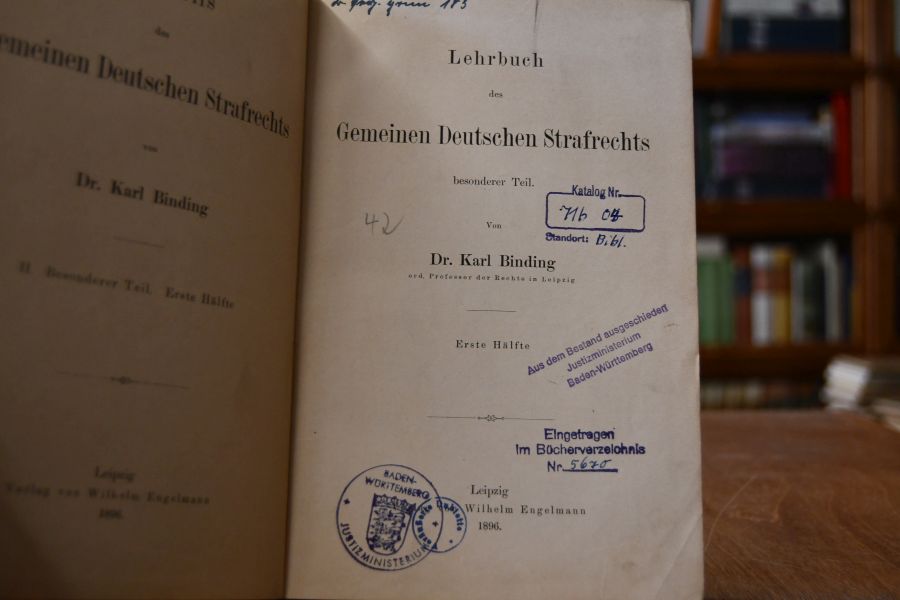 des
Gemeinen Deutschen Strafrechts
von
Dr. Karl Binding
II Besonderer Teil. Erste Hälfte
Leipzig
Verlag von Wilhelm Engelmann
1896.
Lehrbuch
des
Gemeinen Deutschen Strafrechts
besonderer Teil.
Katalog Nr.
716
Standort: Bibl.
42
Von
Dr. Karl Binding
ord. Professor der Rechte in Leipzig
Erste Hälfte
Aus dem Bestand ausgeschieden
Justizministerium
Baden-Württemberg
Eingetragen
im Bücherverzeichnis
Nr. 5670
BADEN-
WÜRTTEMBERG
JUSTIZMINISTERIUM
Leipzig
Wilhelm Engelmann
1896.